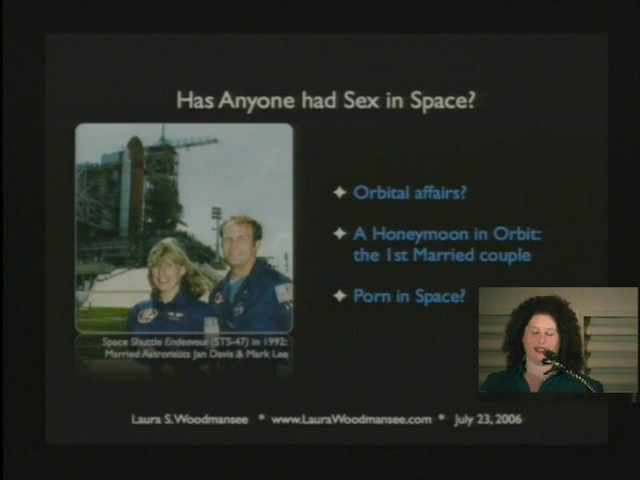 Has Anyone had Sex in Space?
Orbital affairs?
A Honeymoon in Orbit:
the 1st Married couple
Porn in Space?
Space Shuttle Endeavour (STS-47) in 1992:
Married Astronauts Jan Davis & Mark Lee
Laura S. Woodmansee * www.LauraWoodmansee.com * July 23, 2006